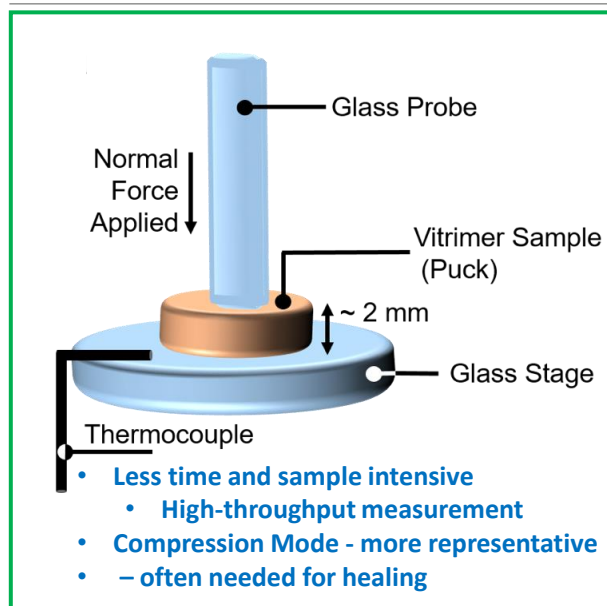 Glass Probe
Normal
Force
Applied
Vitrimer Sample
(Puck)
~ 2 mm
Glass Stage
Thermocouple
• Less time and sample intensive
• High-throughput measurement
• Compression Mode - more representative
• – often needed for healing